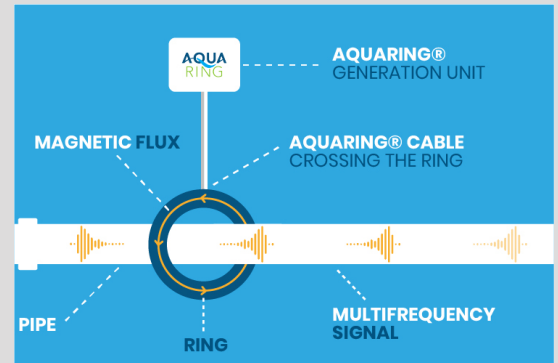 AQUA
RING
AQUARING®
GENERATION UNIT
MAGNETIC FLUX
AQUARING® CABLE
CROSSING THE RING
PIPE
RING
MULTIFREQUENCY
SIGNAL